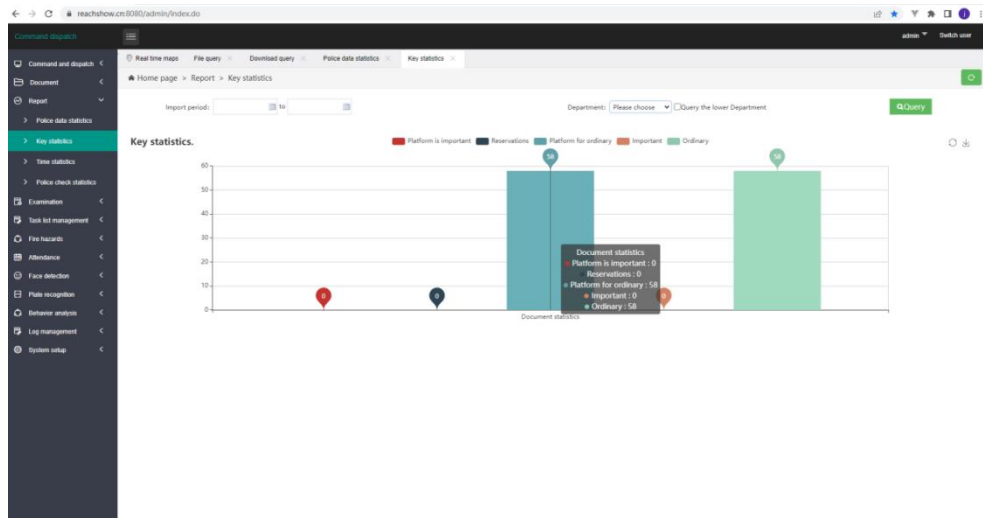 reachshow.cn:8080/admin/index.do
Command dispatch
admin Switch user
Real time maps File query Download query Police data statistics Key statistics
Home page > Report > Key statistics
Import period: to Department: Please choose Query the lower Department Query
Command and dispatch
Document
Report
Police data statistics
Key statistics
Time statistics
Police check statistics
Examination
Task list management
Fire hazards
Attendance
Face detection
Plate recognition
Behavior analysis
Log management
System setup
Key statistics.
Platform is important Reservations Platform for ordinary Important Ordinary
60
50
40
30
20
10
0
0
0
58
0
58
Document statistics
Platform is important : 0
Reservations : 0
Platform for ordinary : 58
Important : 0
Ordinary : 58
Document statistics